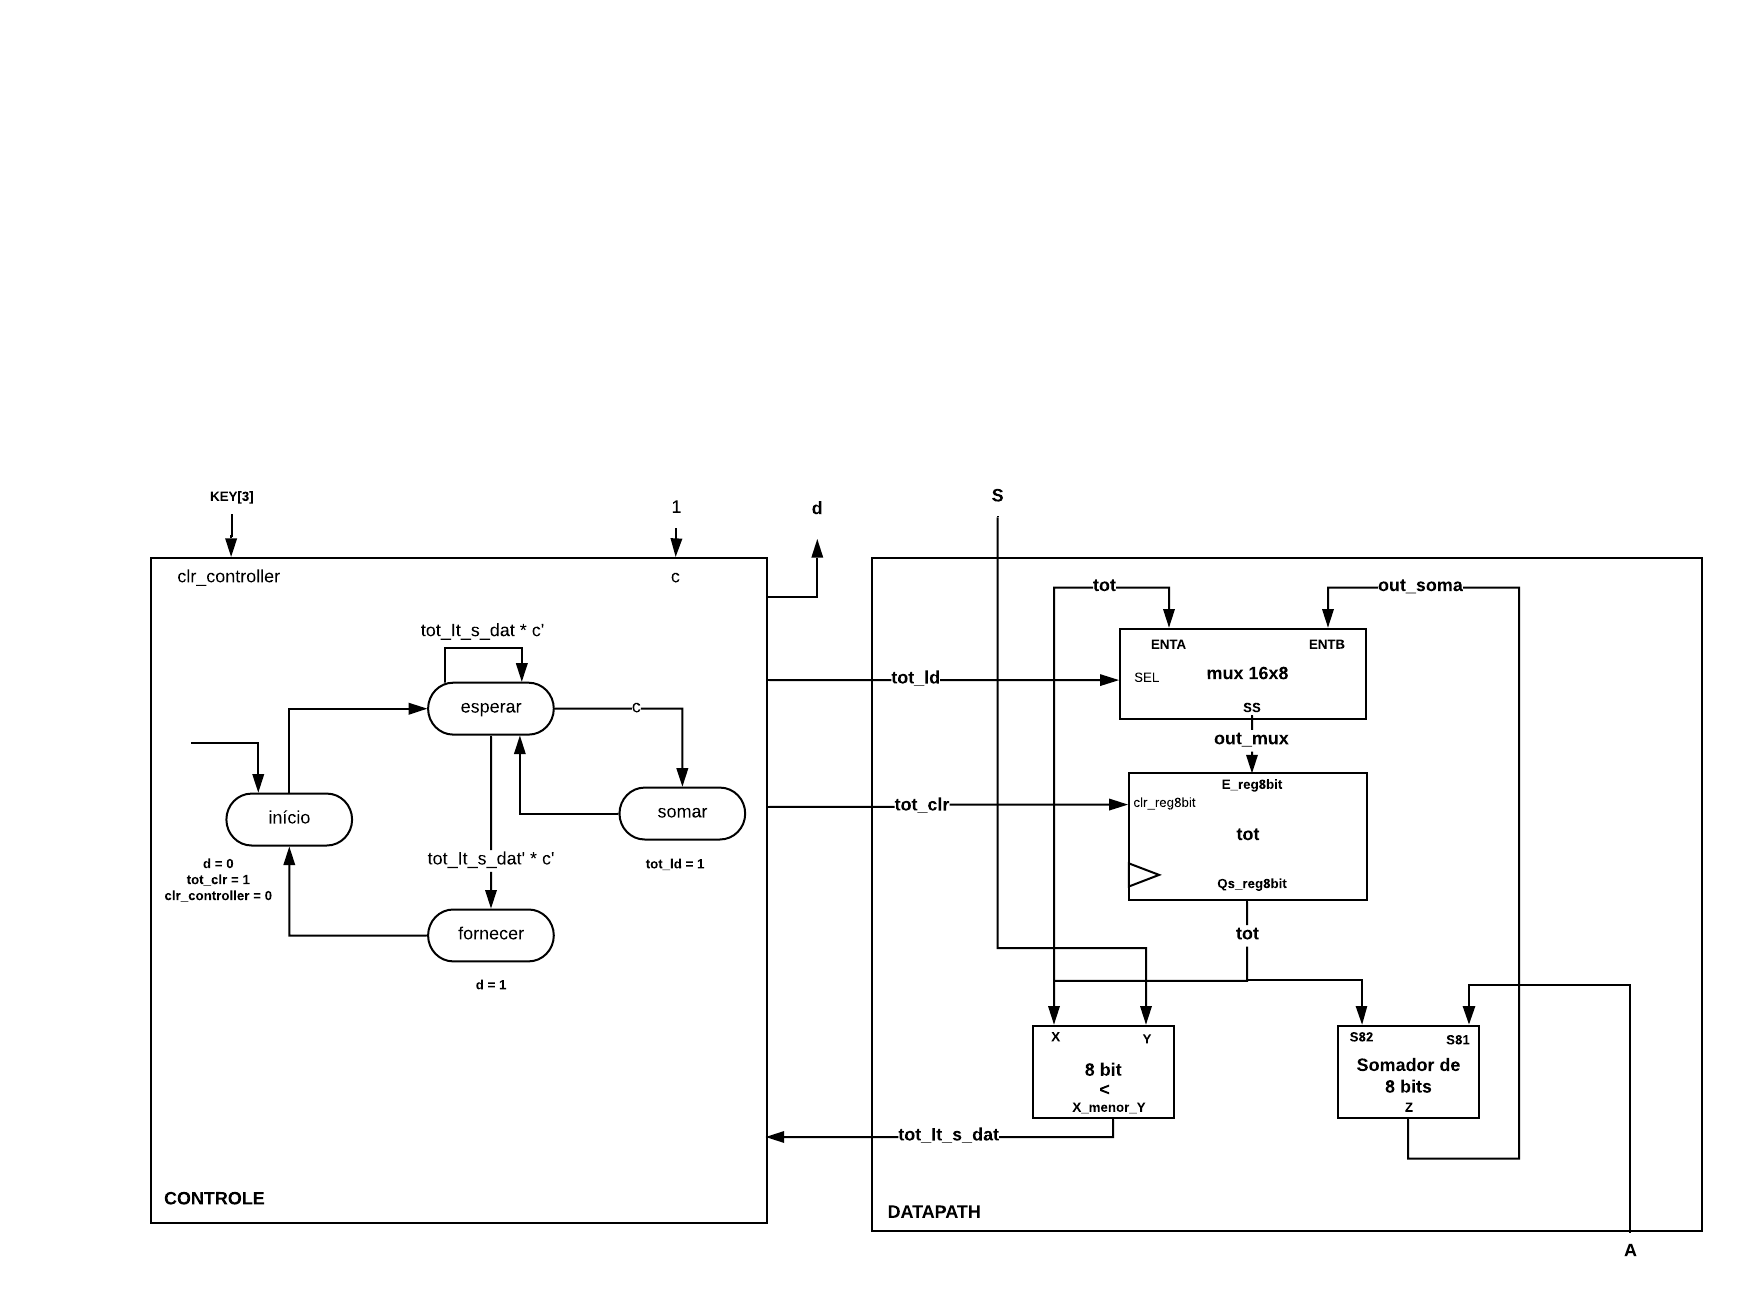 KEY[3]
1
d
S
clr_controller
c
tot
out_soma
tot_lt_s_dat * c'
ENTA
ENTB
mux 16x8
SEL
tot_ld
esperar
c
ss
out_mux
E_reg8bit
clr_reg8bit
tot_clr
início
somar
tot
d = 0
tot_clr = 1
clr_controller = 0
tot_lt_s_dat' * c'
tot_ld = 1
Qs_reg8bit
fornecer
tot
d = 1
X
Y
8 bit
<
X_menor_Y
S82
S81
Somador de
8 bits
Z
tot_lt_s_dat
CONTROLE
DATAPATH
A